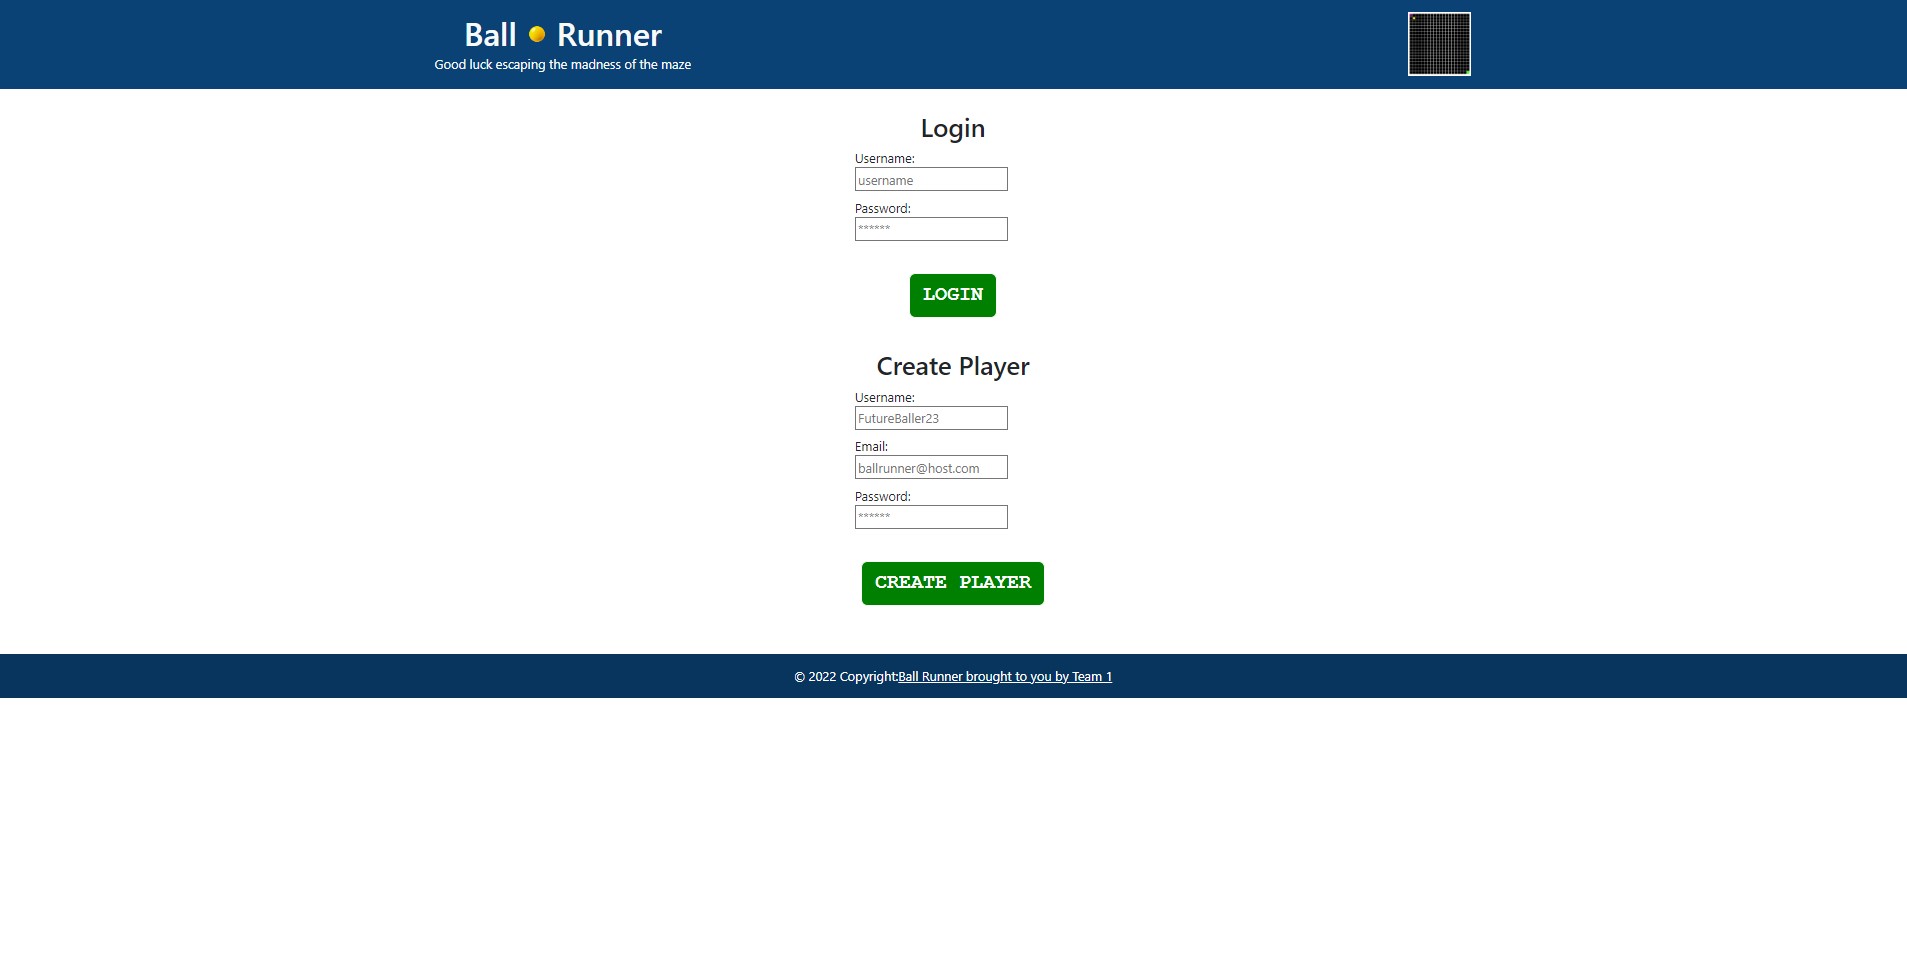 Ball Runner
Good luck escaping the madness of the maze
Login
Username:
username
Password:
******
LOGIN
Create Player
Username:
FutureBaller23
Email:
ballrunner@host.com
Password:
******
CREATE PLAYER
© 2022 Copyright:Ball Runner brought to you by Team 1